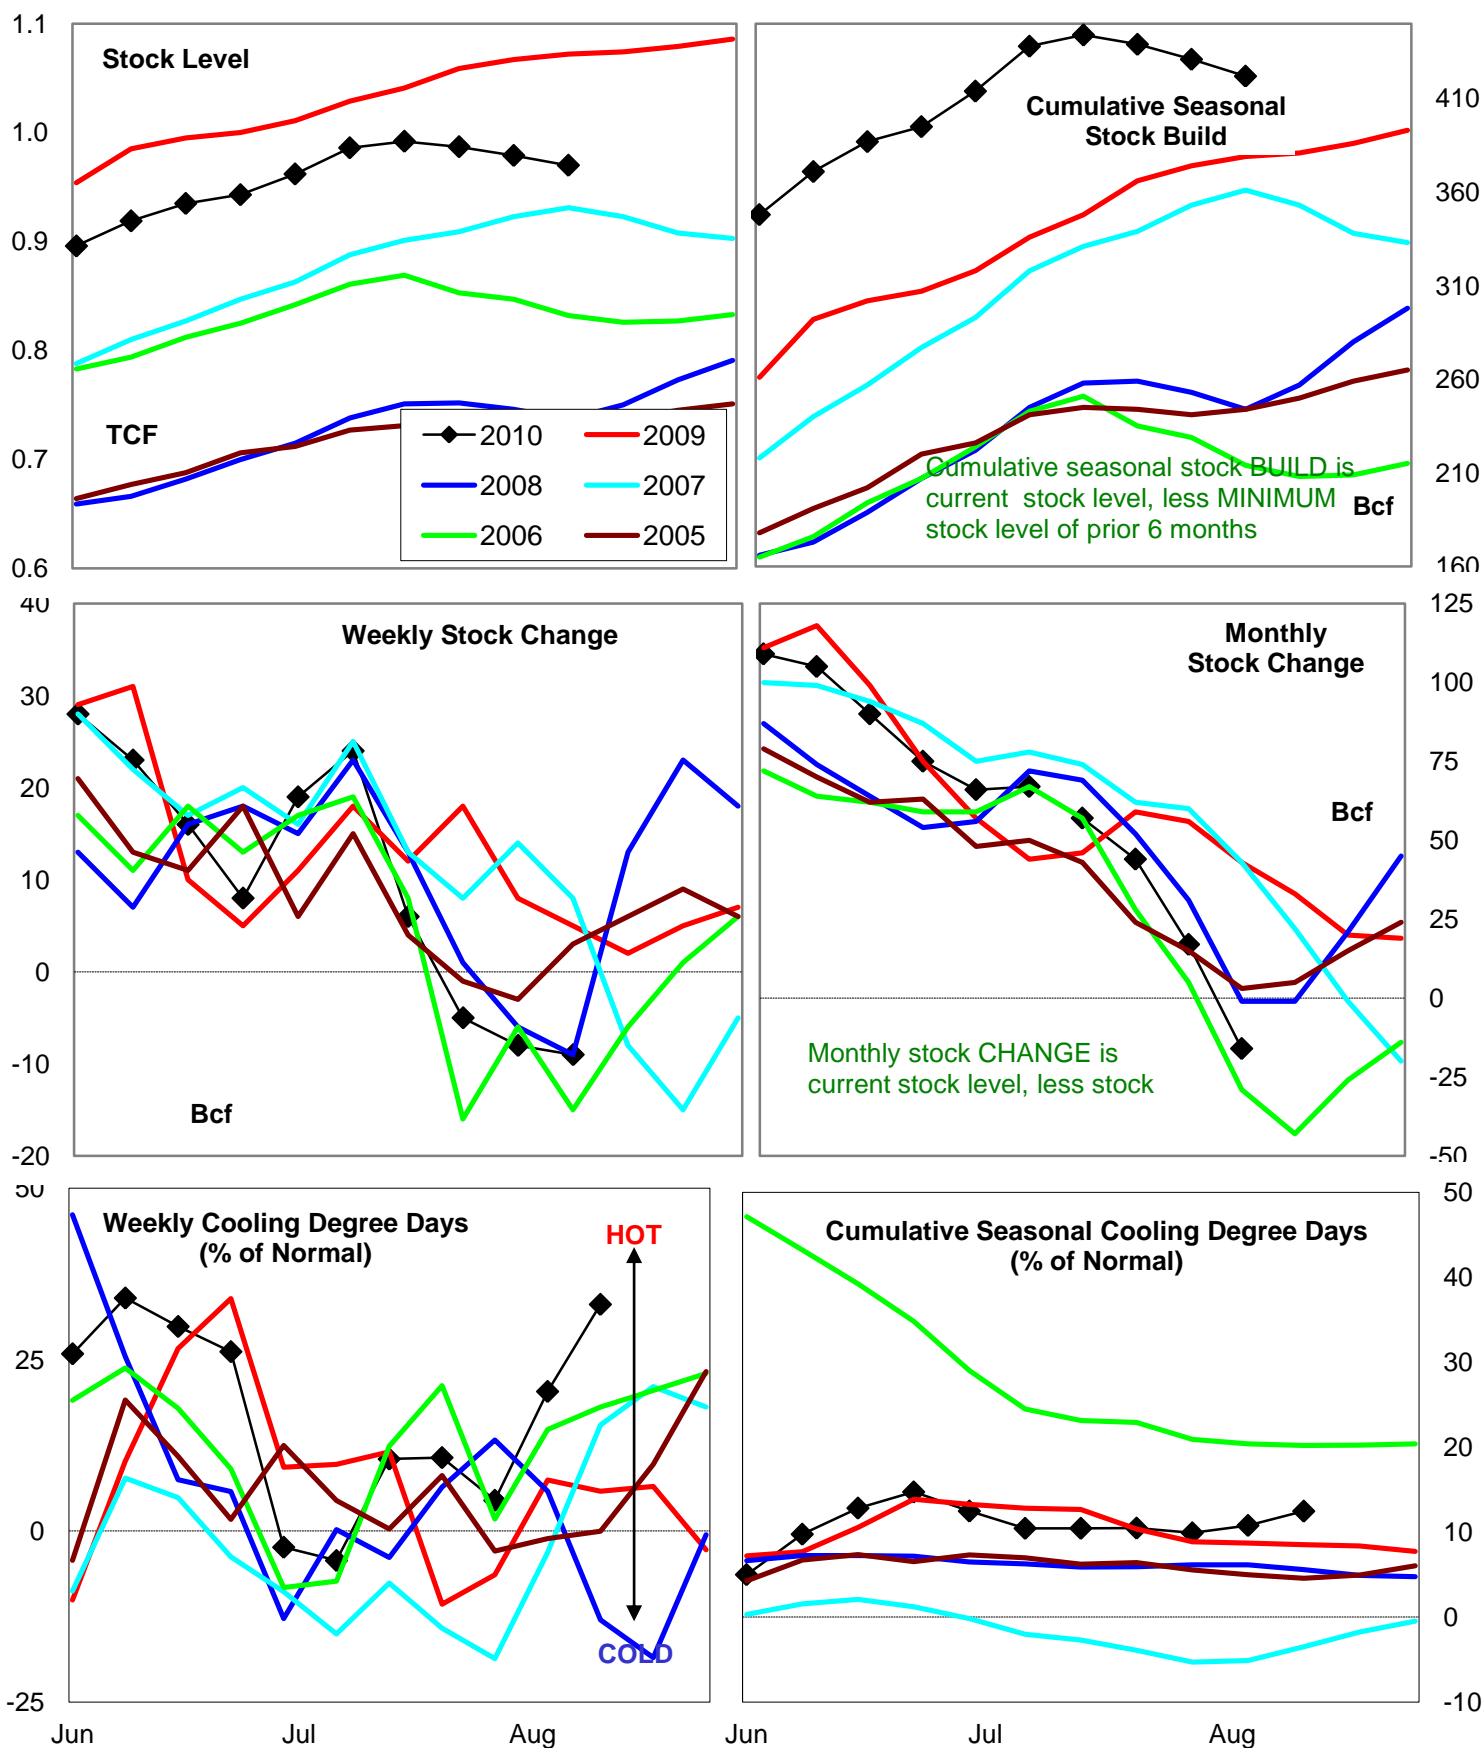 1.1
1.0
0.9
0.8
0.7
0.6
Stock Level
TCF
2010
2009
2008
2007
2006
2005
Cumulative Seasonal
Stock Build
Cumulative seasonal stock BUILD is
current stock level, less MINIMUM
stock level of prior 6 months
Bcf
410
360
310
260
210
160
40
30
20
10
0
-10
-20
Weekly Stock Change
Bcf
Monthly
Stock Change
Bcf
Monthly stock CHANGE is
current stock level, less stock
125
100
75
50
25
0
-25
-50
50
25
0
-25
Weekly Cooling Degree Days
(% of Normal)
HOT
COLD
Jun
Jul
Aug
Cumulative Seasonal Cooling Degree Days
(% of Normal)
50
40
30
20
10
0
-10
Jun
Jul
Aug